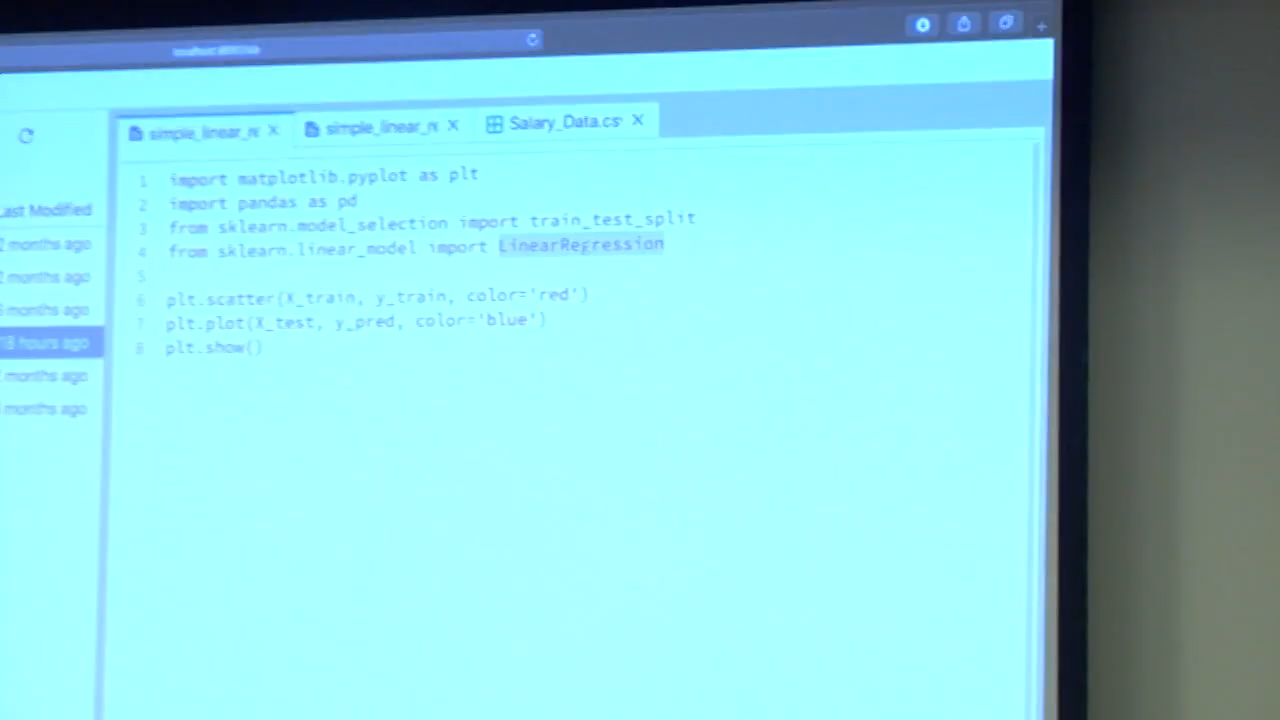 simple_linear_re
simple_linear_re
Salary_Data.cs
Last Modified
2 months ago
2 months ago
months ago
18 hours ago
months ago
months ago
1 import matplotlib.pyplot as plt
2 import pandas as pd
3 from sklearn.model_selection import train_test_split
4 from sklearn.linear_model import LinearRegression
5
6 plt.scatter(X_train, y_train, color='red')
7 plt.plot(X_test, y_pred, color='blue')
8 plt.show()